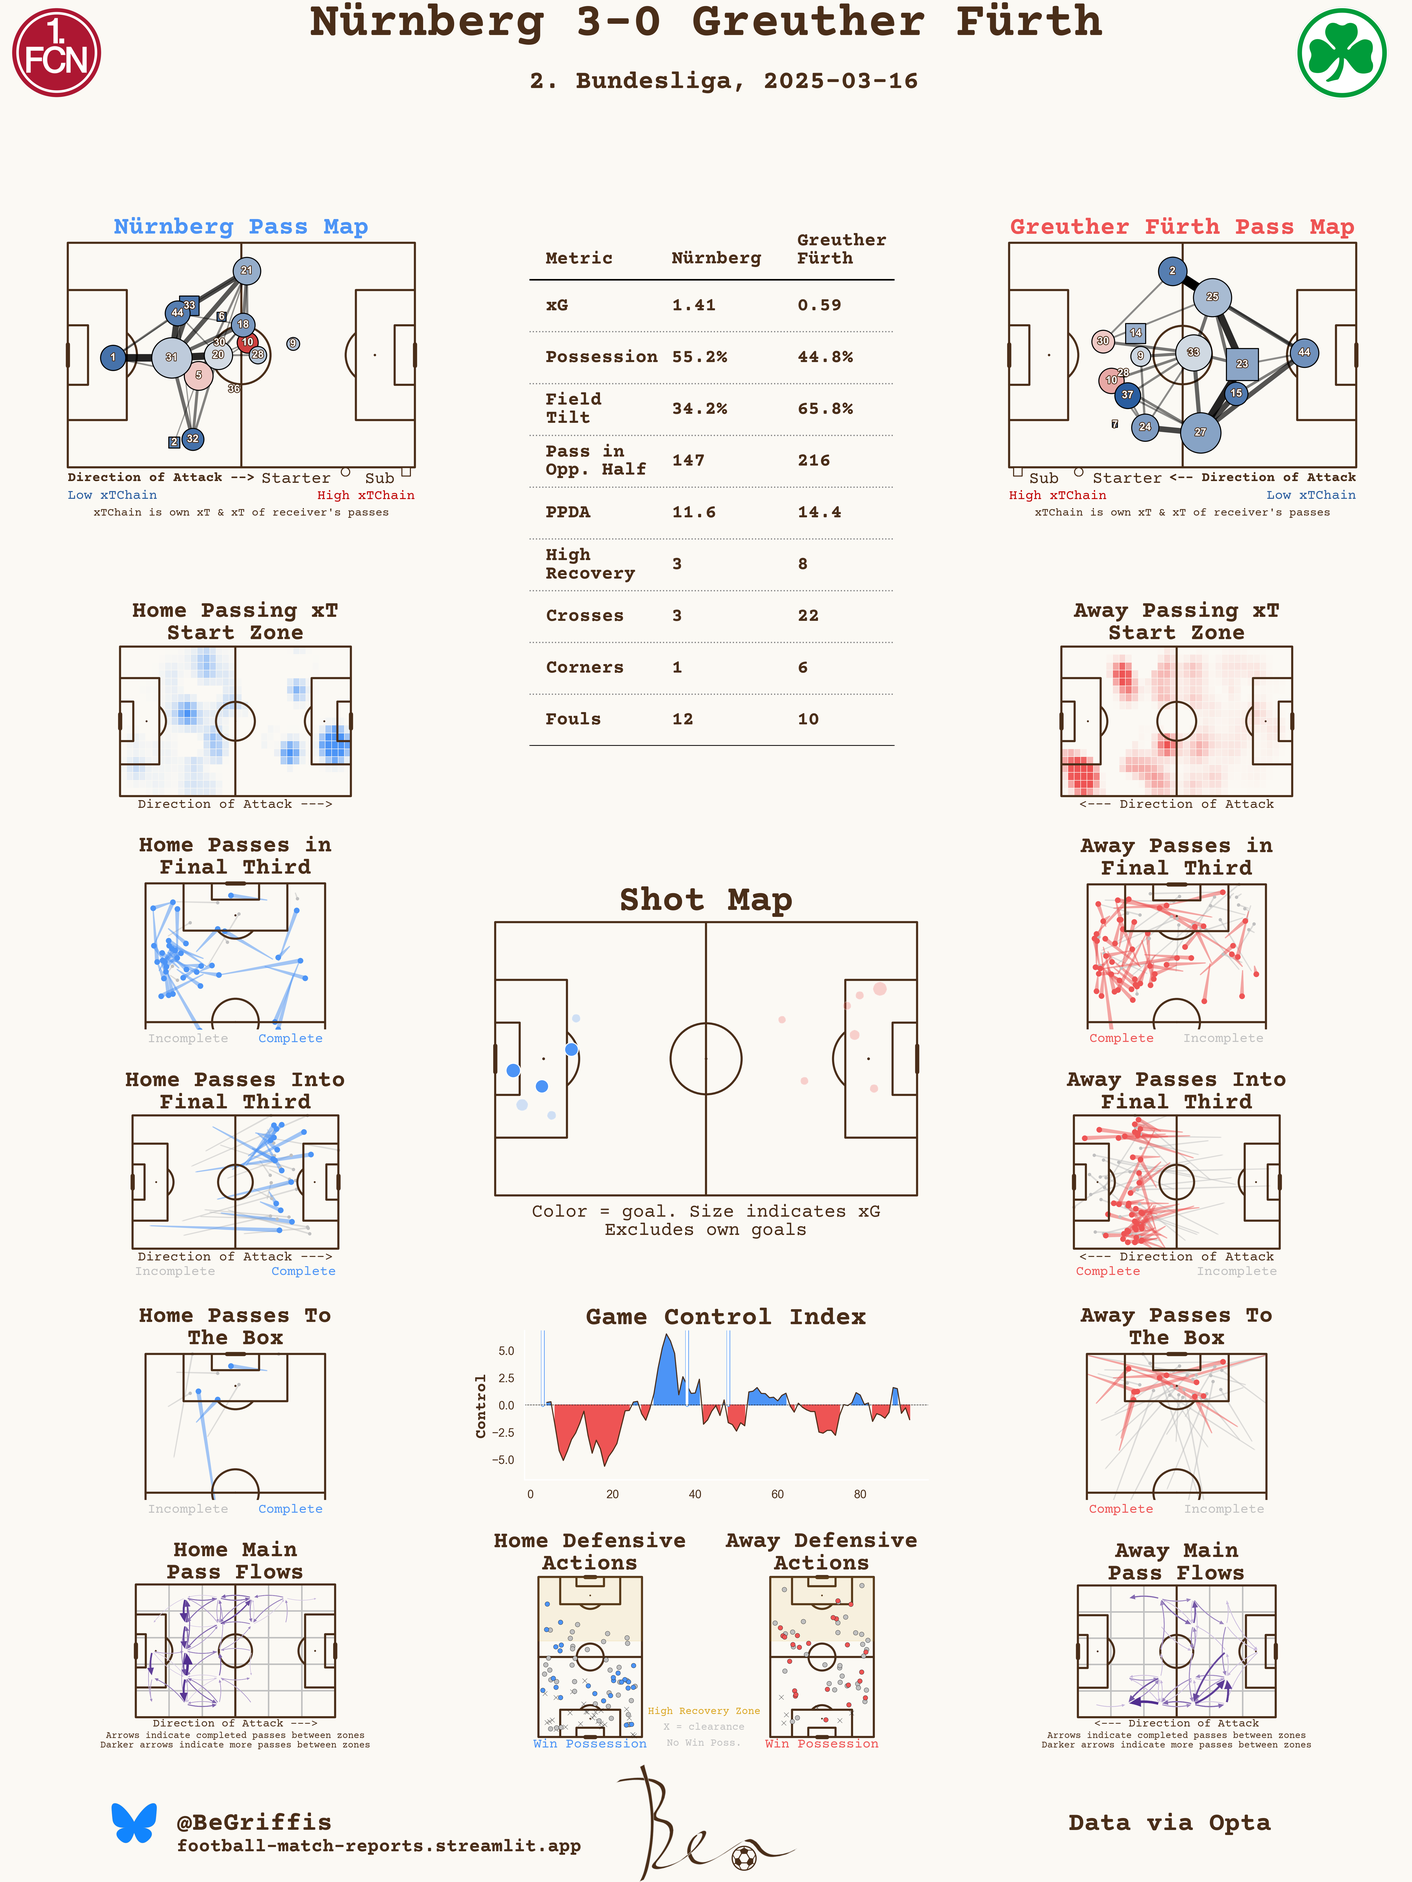 Nürnberg 3-0 Greuther Fürth
1.
FCN
2. Bundesliga, 2025-03-16
Nürnberg Pass Map
21
33
44
6
18
30
10
9
1
31
20
28
5
36
2
32
Direction of Attack --> Starter Sub
Low xTChain High xTChain
xTChain is own xT & xT of receiver's passes
Metric Nürnberg Greuther Fürth
xG 1.41 0.59
Possession 55.2% 44.8%
Field Tilt 34.2% 65.8%
Pass in Opp. Half 147 216
PPDA 11.6 14.4
High Recovery 3 8
Crosses 3 22
Corners 1 6
Fouls 12 10
Greuther Fürth Pass Map
2
25
14
30
9
33
44
23
28
10
37
15
7
24
27
Sub Starter <-- Direction of Attack
High xTChain Low xTChain
xTChain is own xT & xT of receiver's passes
Home Passing xT
Start Zone
Direction of Attack --->
Away Passing xT
Start Zone
<--- Direction of Attack
Home Passes in
Final Third
Incomplete Complete
Away Passes in
Final Third
Complete Incomplete
Shot Map
Color = goal. Size indicates xG
Excludes own goals
Home Passes Into
Final Third
Direction of Attack --->
Incomplete Complete
Away Passes Into
Final Third
<--- Direction of Attack
Complete Incomplete
Home Passes To
The Box
Incomplete Complete
Game Control Index
Control
5.0
2.5
0.0
−2.5
−5.0
0 20 40 60 80
Away Passes To
The Box
Complete Incomplete
Home Main
Pass Flows
Direction of Attack --->
Arrows indicate completed passes between zones
Darker arrows indicate more passes between zones
Home Defensive
Actions
Win Possession
High Recovery Zone
X = clearance
No Win Poss.
Away Defensive
Actions
Win Possession
Away Main
Pass Flows
<--- Direction of Attack
Arrows indicate completed passes between zones
Darker arrows indicate more passes between zones
@BeGriffis
football-match-reports.streamlit.app
Ben
Data via Opta